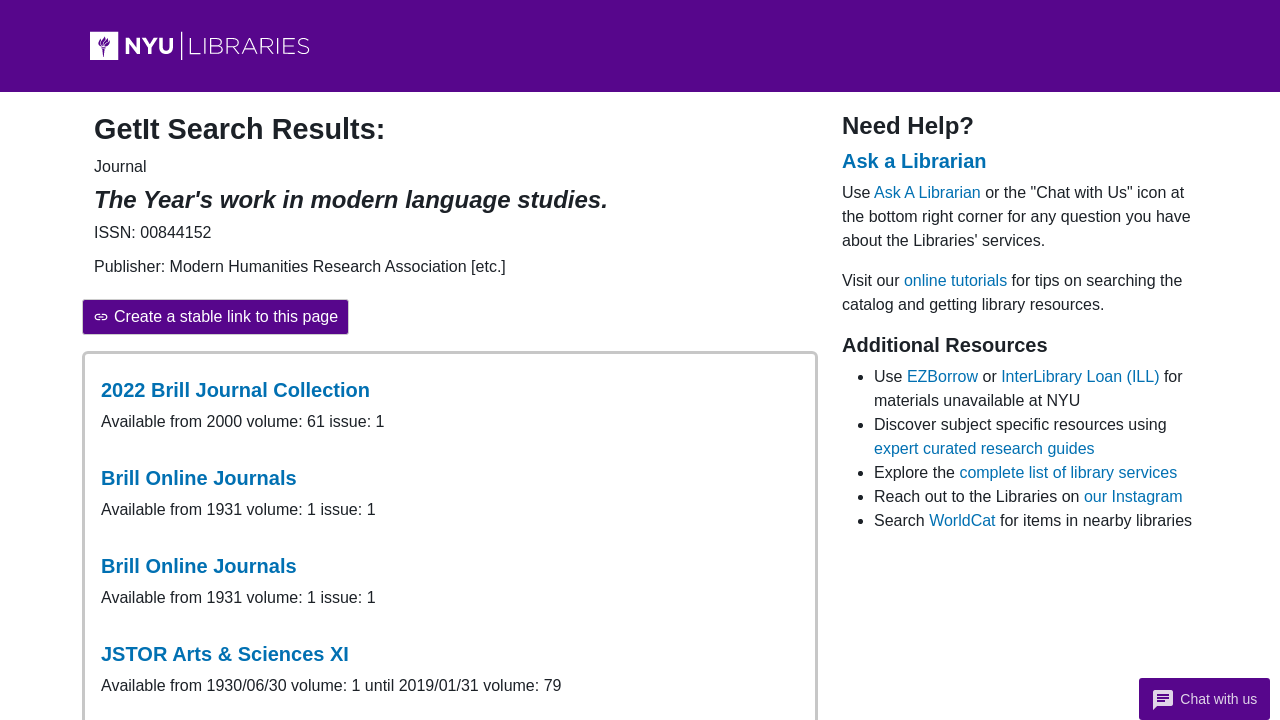 NYU | LIBRARIES
GetIt Search Results:
Journal
The Year's work in modern language studies.
ISSN: 00844152
Publisher: Modern Humanities Research Association [etc.]
Create a stable link to this page
2022 Brill Journal Collection
Available from 2000 volume: 61 issue: 1
Brill Online Journals
Available from 1931 volume: 1 issue: 1
Brill Online Journals
Available from 1931 volume: 1 issue: 1
JSTOR Arts & Sciences XI
Available from 1930/06/30 volume: 1 until 2019/01/31 volume: 79
Need Help?
Ask a Librarian
Use Ask A Librarian or the "Chat with Us" icon at
the bottom right corner for any question you have
about the Libraries' services.
Visit our online tutorials for tips on searching the
catalog and getting library resources.
Additional Resources
• Use EZBorrow or InterLibrary Loan (ILL) for
materials unavailable at NYU
• Discover subject specific resources using
expert curated research guides
• Explore the complete list of library services
• Reach out to the Libraries on our Instagram
• Search WorldCat for items in nearby libraries
Chat with us